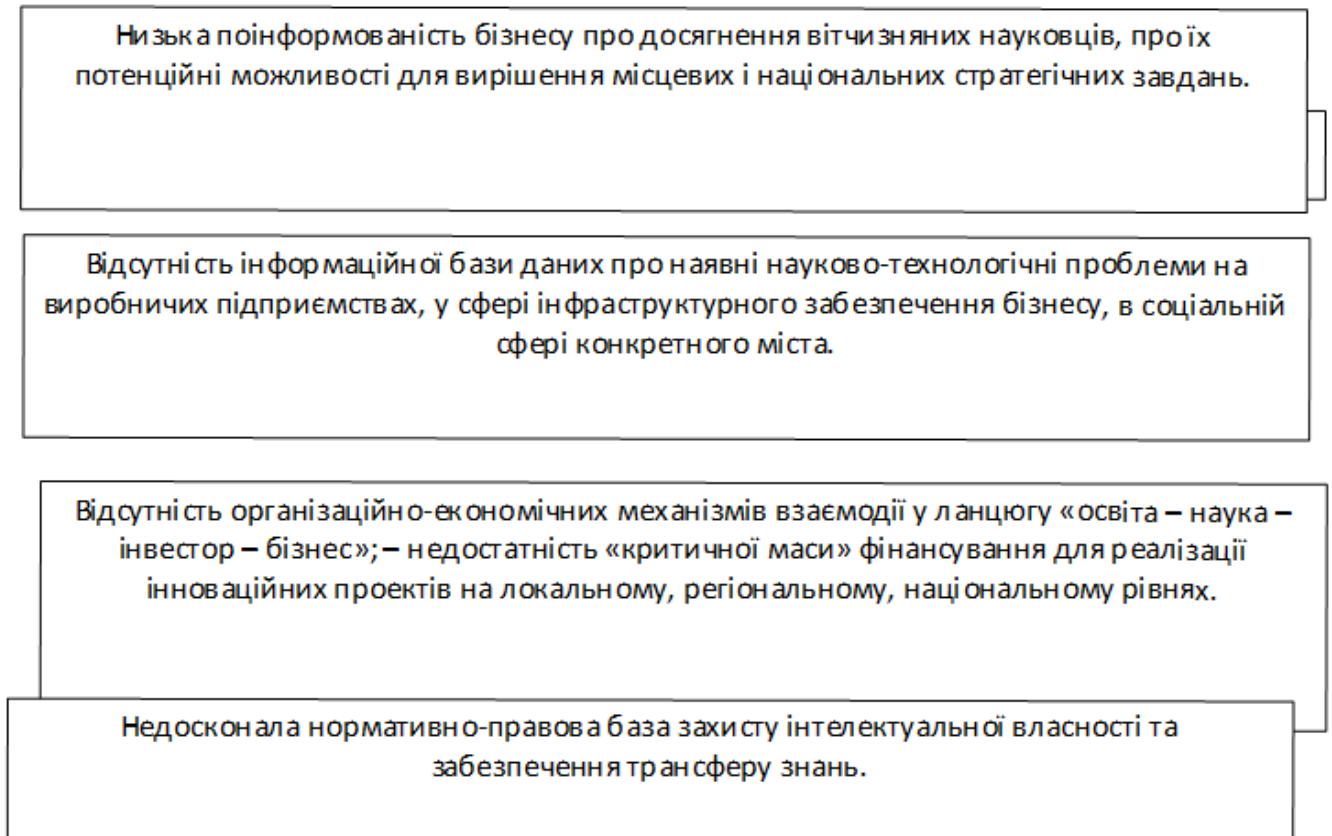 Низька поінформованість бізнесу про досягнення вітчизняних науковців, про їх
потенційні можливості для вирішення місцевих і національних стратегічних завдань.
Відсутність інформаційної бази даних про наявні науково-технологічні проблеми на
виробничих підприємствах, у сфері інфраструктурного забезпечення бізнесу, в соціальній
сфері конкретного міста.
Відсутність організаційно-економічних механізмів взаємодії у ланцюгу «освіта – наука –
інвестор – бізнес»; – недостатність «критичної маси» фінансування для реалізації
інноваційних проектів на локальному, регіональному, національному рівнях.
Недосконала нормативно-правова база захисту інтелектуальної власності та
забезпечення трансферу знань.